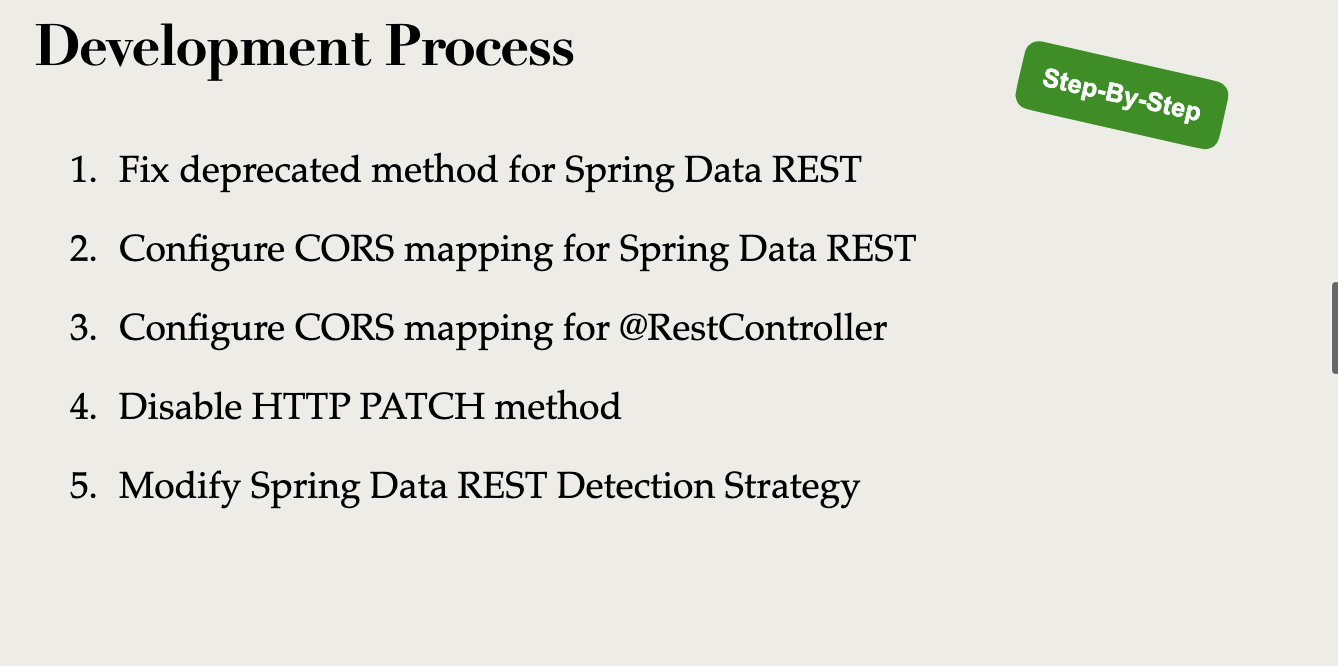 Development Process
Step-By-Step
1. Fix deprecated method for Spring Data REST
2. Configure CORS mapping for Spring Data REST
3. Configure CORS mapping for @RestController
4. Disable HTTP PATCH method
5. Modify Spring Data REST Detection Strategy